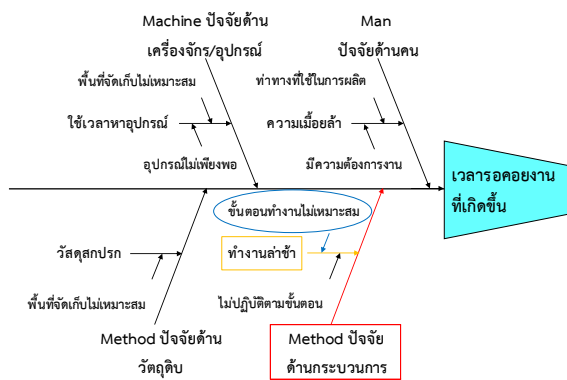 Machine ปัจจัยด้าน
เครื่องจักร/อุปกรณ์
Man
ปัจจัยด้านคน
พื้นที่จัดเก็บไม่เหมาะสม
ท่าทางที่ใช้ในการผลิต
ใช้เวลาหาอุปกรณ์
ความเมื่อยล้า
อุปกรณ์ไม่เพียงพอ
มีความต้องการงาน
เวลารอคอยงาน
ที่เกิดขึ้น
ขั้นตอนทำงานไม่เหมาะสม
วัสดุสกปรก
ทำงานล่าช้า
พื้นที่จัดเก็บไม่เหมาะสม
ไม่ปฏิบัติตามขั้นตอน
Method ปัจจัยด้าน
วัตถุดิบ
Method ปัจจัย
ด้านกระบวนการ